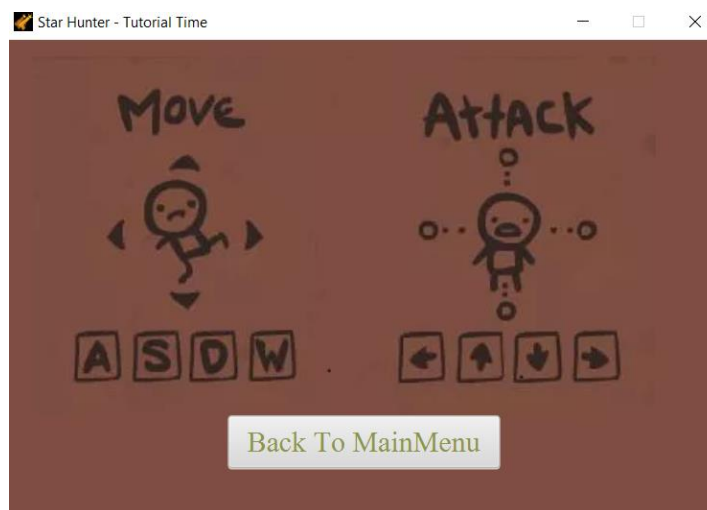 Star Hunter - Tutorial Time
Move
Attack
A S D W
Back To MainMenu